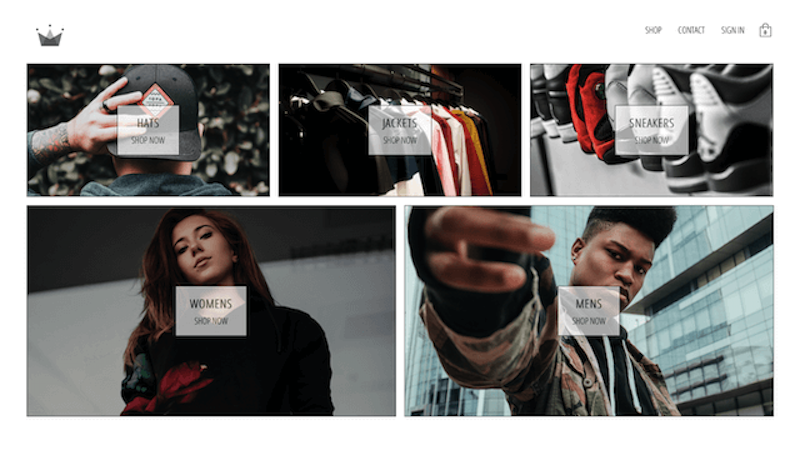 SHOP CONTACT SIGN IN
0
HATS
SHOP NOW
JACKETS
SHOP NOW
SNEAKERS
SHOP NOW
WOMENS
SHOP NOW
MENS
SHOP NOW